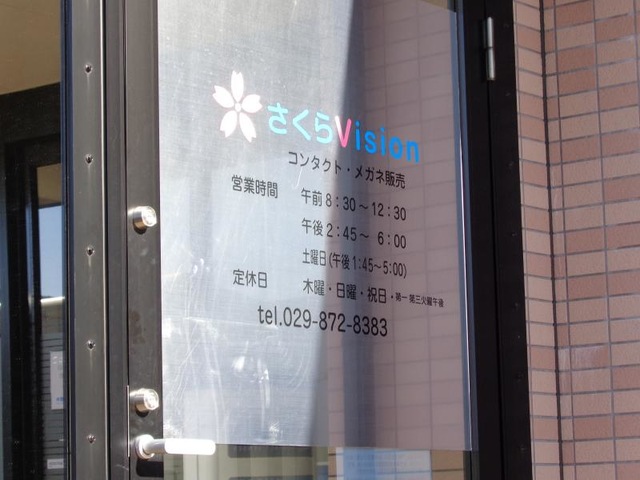 さくらVision
コンタクト・メガネ販売
営業時間 午前8:30～12:30
午後2:45～ 6:00
土曜日(午後1:45～5:00)
定休日 木曜・日曜・祝日・第一 第三火曜午後
tel.029-872-8383